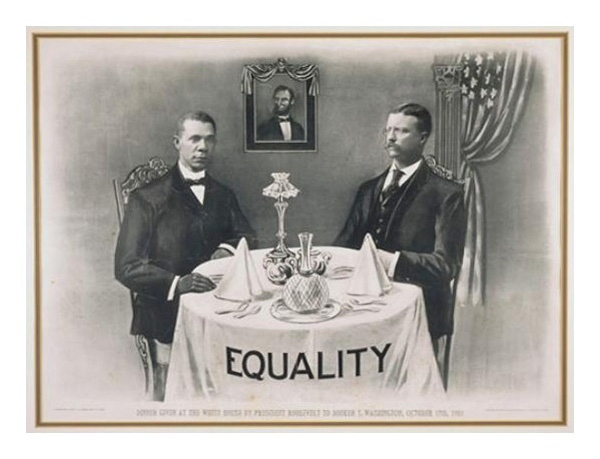 EQUALITY
DINNER GIVEN AT THE WHITE HOUSE BY PRESIDENT ROOSEVELT TO BOOKER T. WASHINGTON, OCTOBER 17TH, 1901